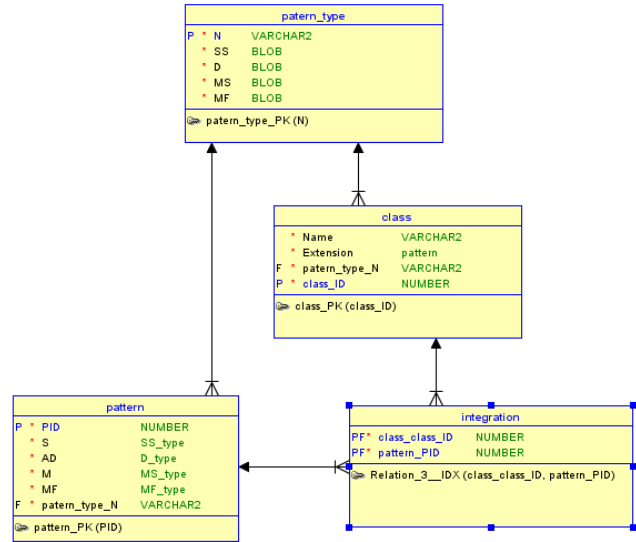 patern_type
P * N VARCHAR2
* SS BLOB
* D BLOB
* MS BLOB
* MF BLOB
patern_type_PK (N)
class
* Name VARCHAR2
* Extension pattern
F * patern_type_N VARCHAR2
P * class_ID NUMBER
class_PK (class_ID)
pattern
P * PID NUMBER
* S SS_type
* AD D_type
* M MS_type
* MF MF_type
F * patern_type_N VARCHAR2
pattern_PK (PID)
integration
PF* class_class_ID NUMBER
PF* pattern_PID NUMBER
Relation_3__IDX (class_class_ID, pattern_PID)